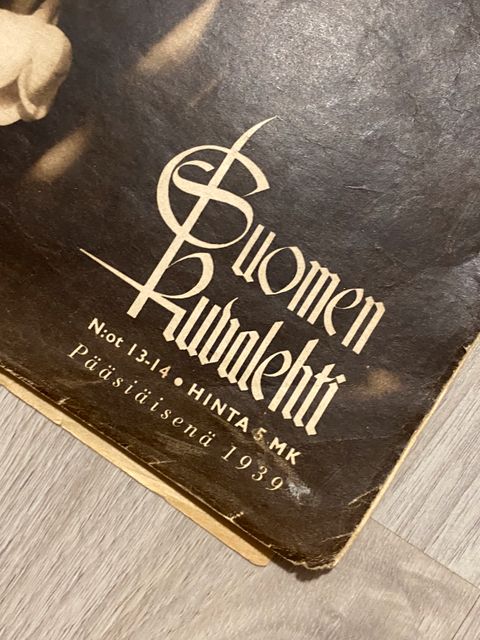 Suomen
Kuvalehti
N:ot 13-14 • HINTA 5 MK
Pääsiäisenä 1939